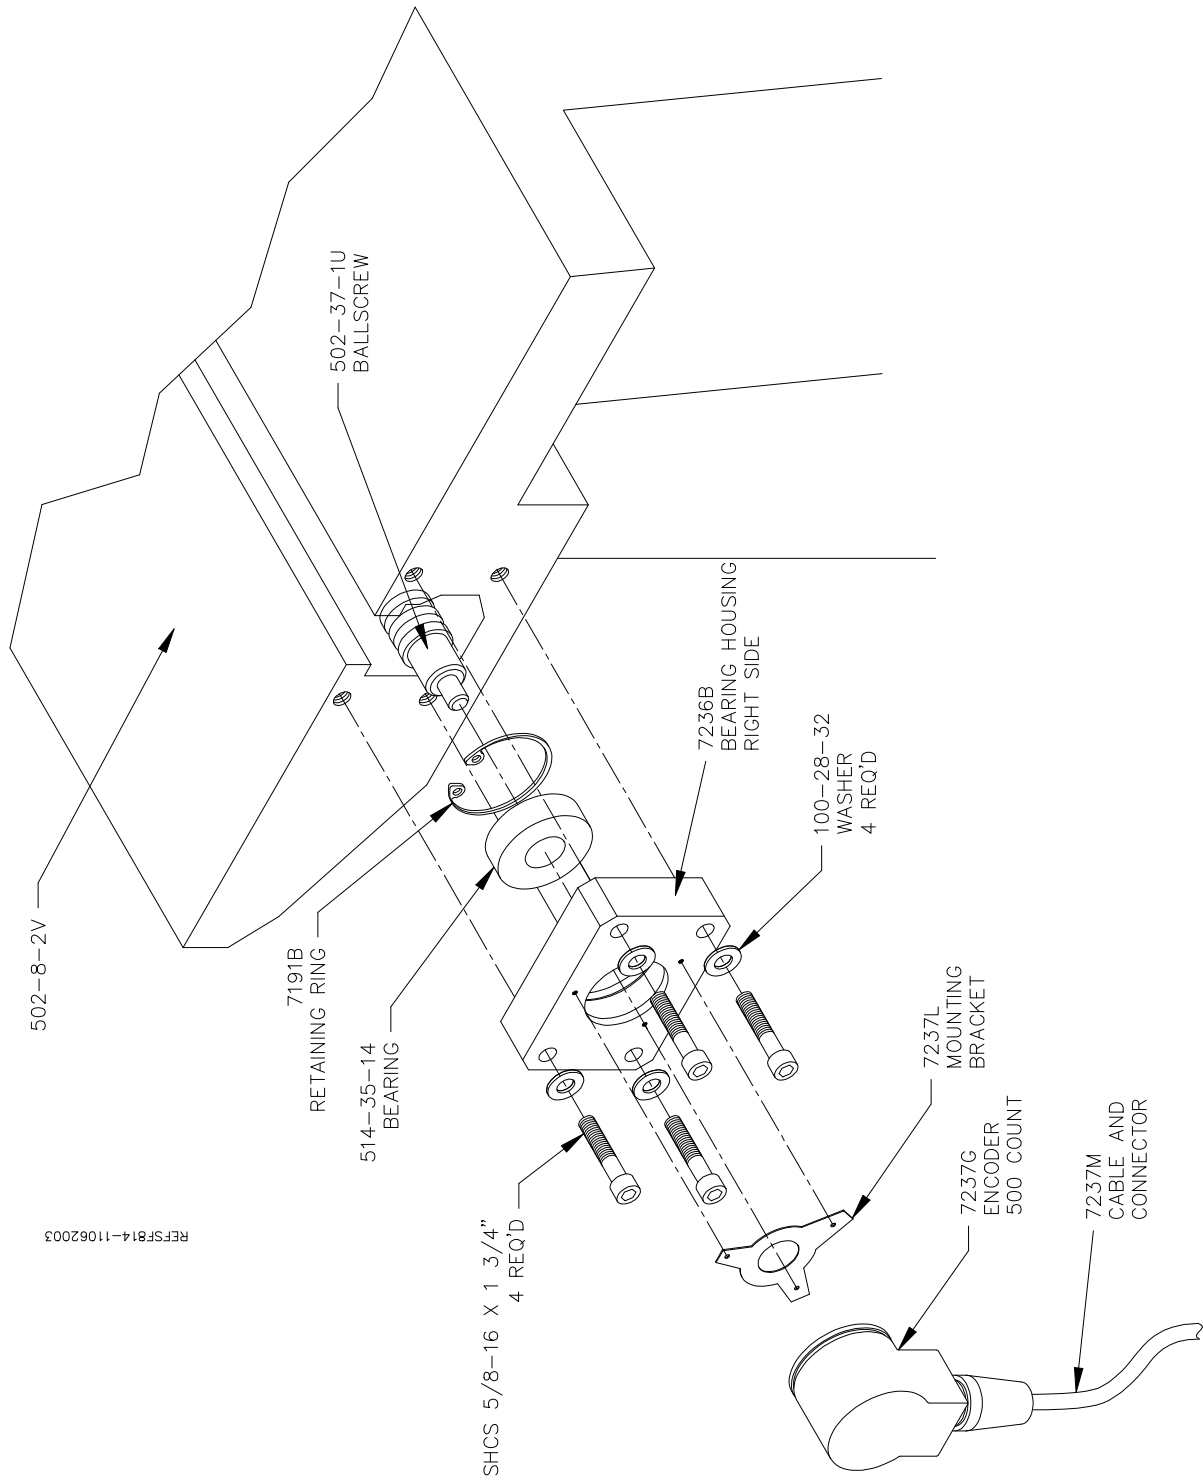 502-8-2V
502-37-1U
BALLSCREW
7191B
RETAINING RING
514-35-14
BEARING
7236B
BEARING HOUSING
RIGHT SIDE
100-28-32
WASHER
4 REQ'D
SHCS 5/8-16 X 1 3/4"
4 REQ'D
7237L
MOUNTING
BRACKET
7237G
ENCODER
500 COUNT
7237M
CABLE AND
CONNECTOR
REFSF814-11062003